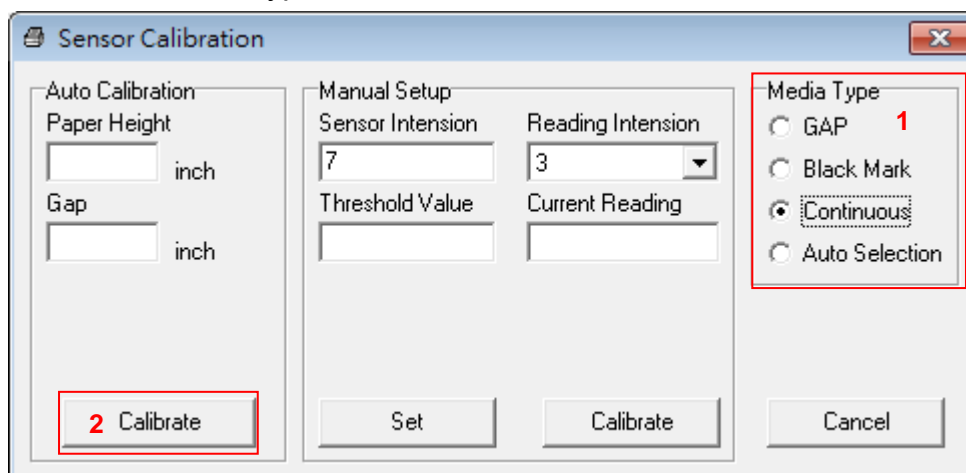 Sensor Calibration
Auto Calibration
Paper Height
inch
Gap
inch
2 Calibrate
Manual Setup
Sensor Intension Reading Intension
7 3
Threshold Value Current Reading
Set Calibrate
Media Type
GAP 1
Black Mark
Continuous
Auto Selection
Cancel